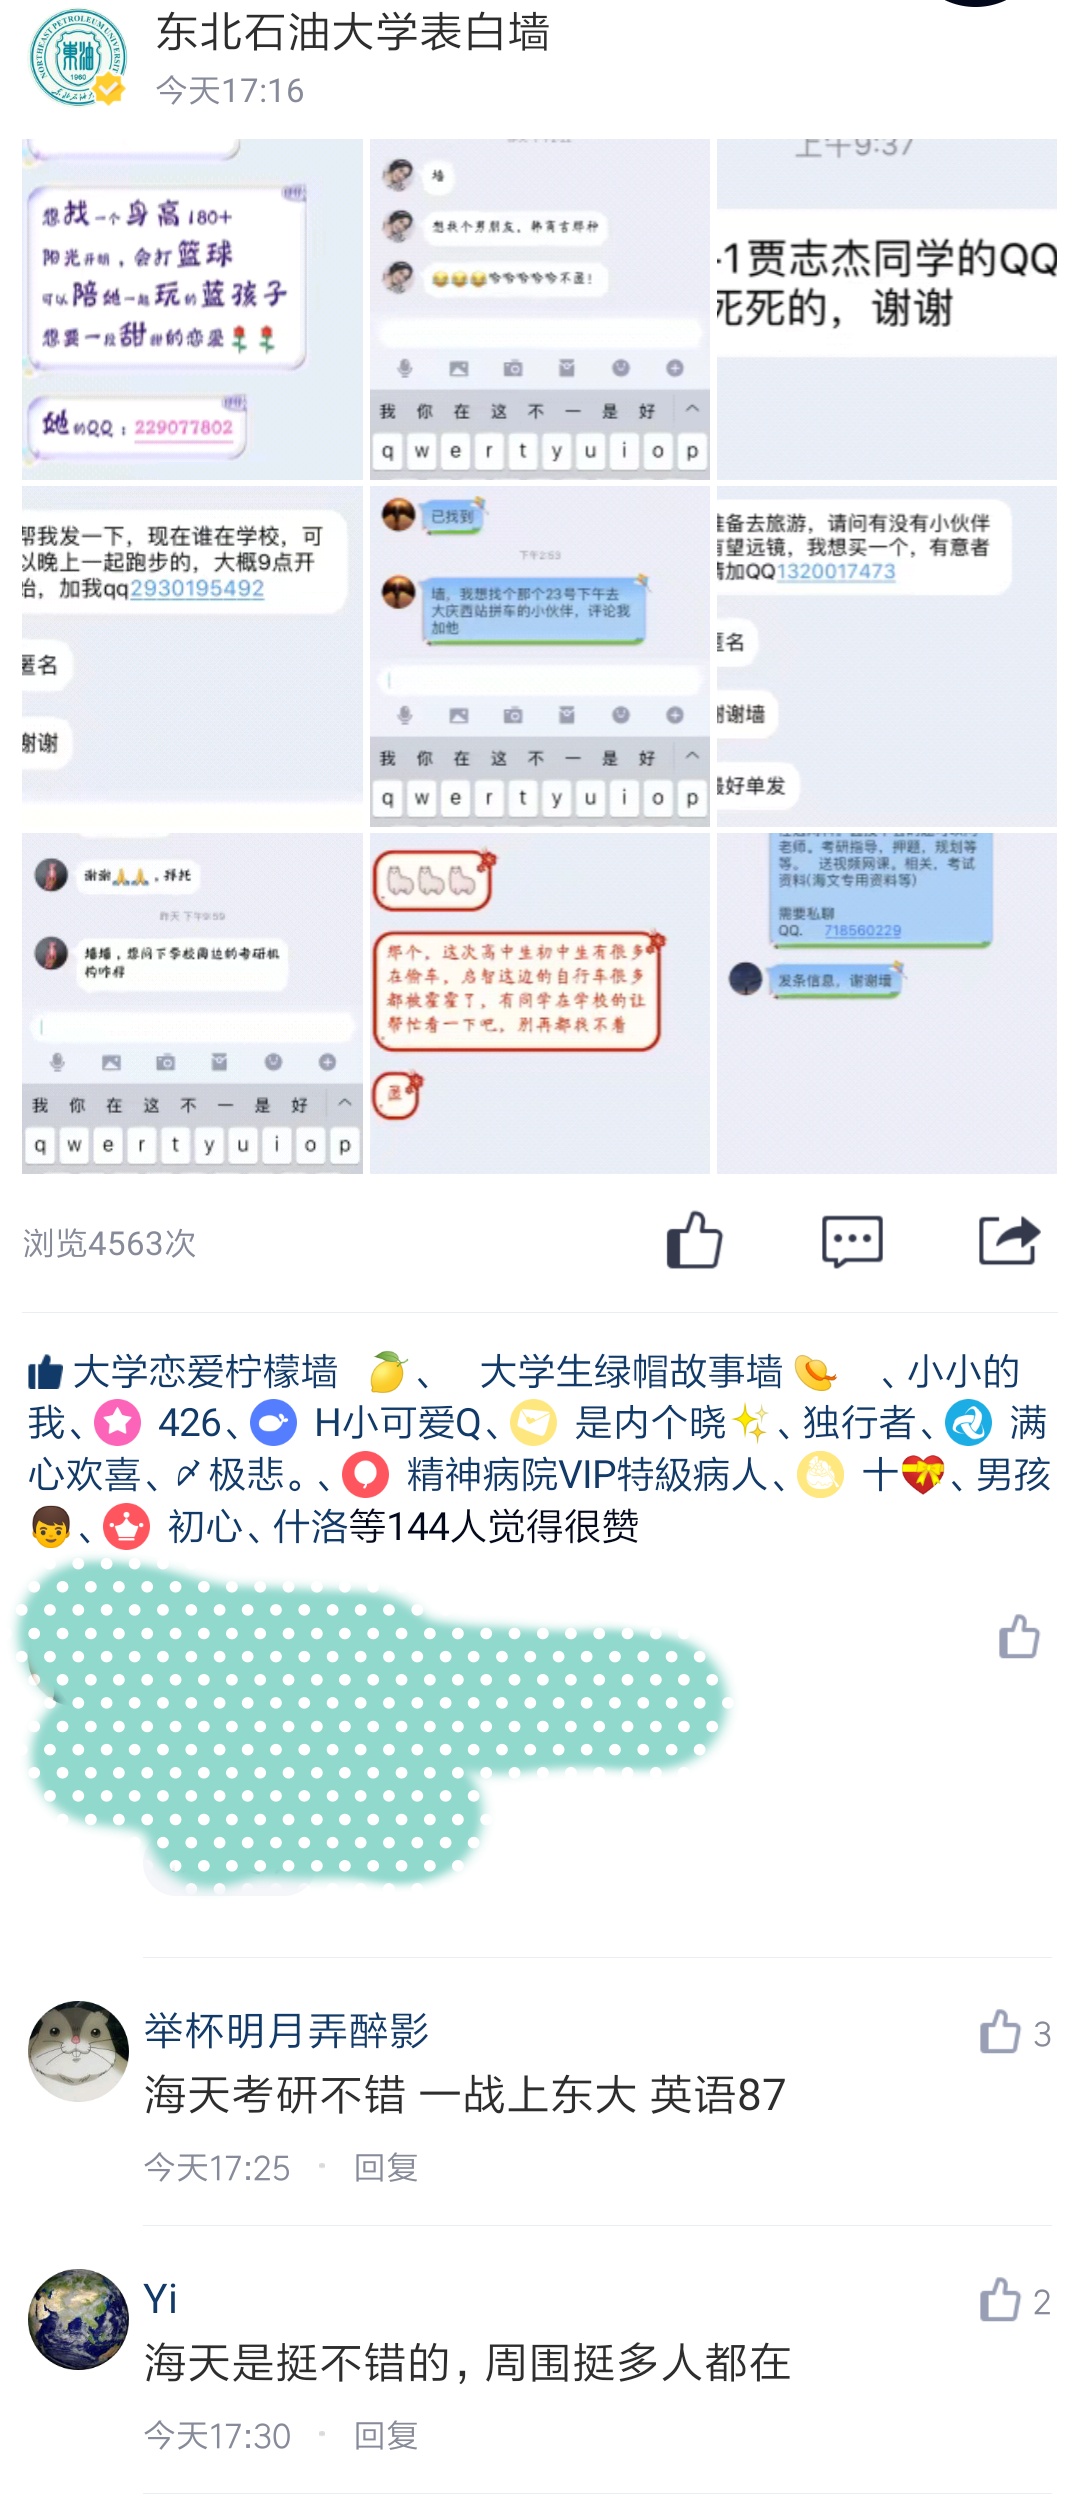 NORTHEAST PETROLEUM UNIVERSITY
東油
1960
东北石油大学表白墙
今天17:16
想找一个身高180+
阳光开朗，会打篮球
可以陪她一起玩的蓝孩子
想要一段甜甜的恋爱🌹🌹
她的QQ：229077802
墙
想找个男朋友，韩商言那种
😂😂😂哈哈哈哈哈不匿！
我 你 在 这 不 一 是 好
q w e r t y u i o p
上午9:37
-1贾志杰同学的QQ
死死的，谢谢
帮我发一下，现在谁在学校，可
以晚上一起跑步的，大概9点开
始，加我qq2930195492
匿名
谢谢
已找到
下午2:53
墙，我想找个那个23号下午去
大庆西站拼车的小伙伴，评论我
加他
我 你 在 这 不 一 是 好
q w e r t y u i o p
准备去旅游，请问有没有小伙伴
有望远镜，我想买一个，有意者
请加QQ1320017473
匿名
谢谢墙
最好单发
谢谢🙏🙏，拜托
昨天 下午9:59
墙墙，想问下学校周边的考研机
构咋样
我 你 在 这 不 一 是 好
q w e r t y u i o p
那个，这次高中生初中生有很多
在偷车，启智这边的自行车很多
都被霍霍了，有同学在学校的让
帮忙看一下吧，别再都找不着
匿
老师，考研指导，押题，规划等
等。 送视频网课，相关，考试
资料(海文专用资料等)
需要私聊
QQ. 718560229
发条信息，谢谢墙
浏览4563次
大学恋爱柠檬墙 🍋、 大学生绿帽故事墙👒 、小小的
我、 426、 H小可爱Q、 是内个晓✨、独行者、 满
心欢喜、〆极悲。、 精神病院VIP特級病人、 十💝、男孩
👦、 初心、什洛等144人觉得很赞
举杯明月弄醉影
3
海天考研不错 一战上东大 英语87
今天17:25 · 回复
Yi
2
海天是挺不错的，周围挺多人都在
今天17:30 · 回复